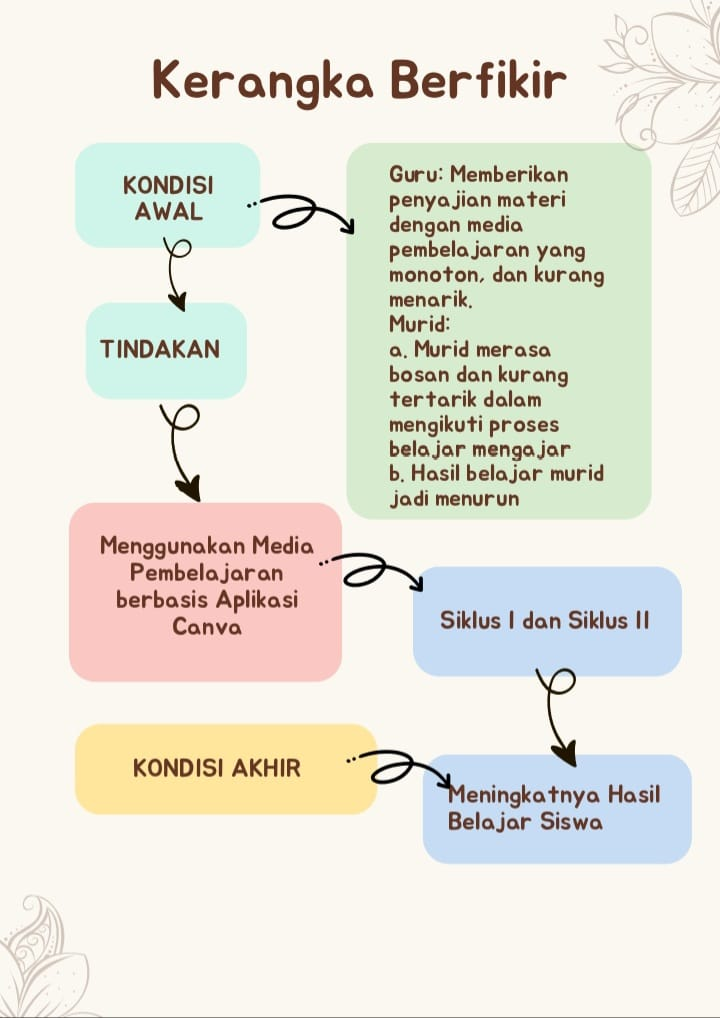 Kerangka Berfikir
KONDISI
AWAL
Guru: Memberikan
penyajian materi
dengan media
pembelajaran yang
monoton, dan kurang
menarik.
Murid:
a. Murid merasa
bosan dan kurang
tertarik dalam
mengikuti proses
belajar mengajar
b. Hasil belajar murid
jadi menurun
TINDAKAN
Menggunakan Media
Pembelajaran
berbasis Aplikasi
Canva
Siklus I dan Siklus II
KONDISI AKHIR
Meningkatnya Hasil
Belajar Siswa